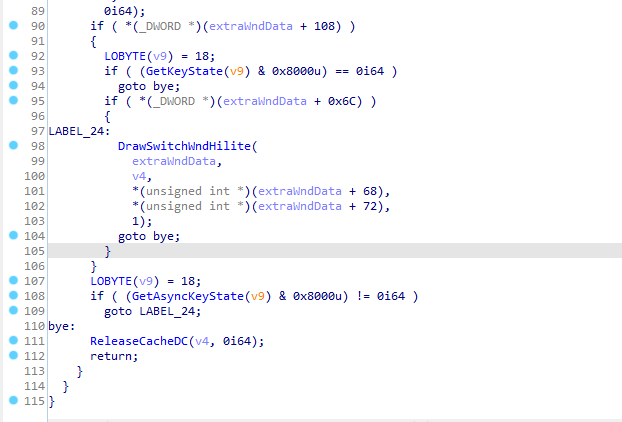 89 0i64);
90 if ( *(_DWORD *)(extraWndData + 108) )
91 {
92 LOBYTE(v9) = 18;
93 if ( (GetKeyState(v9) & 0x8000u) == 0i64 )
94 goto bye;
95 if ( *(_DWORD *)(extraWndData + 0x6C) )
96 {
97 LABEL_24:
98 DrawSwitchWndHilite(
99 extraWndData,
100 v4,
101 *(unsigned int *)(extraWndData + 68),
102 *(unsigned int *)(extraWndData + 72),
103 1);
104 goto bye;
105 }
106 }
107 LOBYTE(v9) = 18;
108 if ( (GetAsyncKeyState(v9) & 0x8000u) != 0i64 )
109 goto LABEL_24;
110 bye:
111 ReleaseCacheDC(v4, 0i64);
112 return;
113 }
114 }
115 }